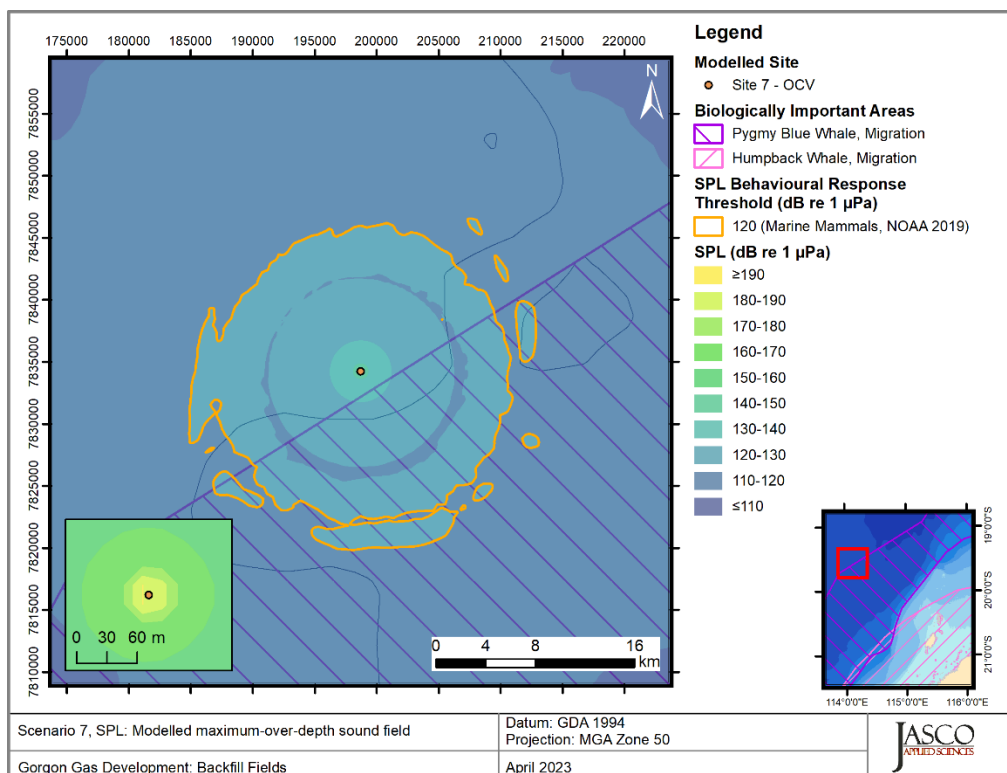 175000 180000 185000 190000 195000 200000 205000 210000 215000 220000
7855000
7850000
7845000
7840000
7835000
7830000
7825000
7820000
7815000
7810000
N
0 30 60 m
0 4 8 16
km
Legend
Modelled Site
Site 7 - OCV
Biologically Important Areas
Pygmy Blue Whale, Migration
Humpback Whale, Migration
SPL Behavioural Response
Threshold (dB re 1 µPa)
120 (Marine Mammals, NOAA 2019)
SPL (dB re 1 µPa)
≥190
180-190
170-180
160-170
150-160
140-150
130-140
120-130
110-120
≤110
19°0'0"S
20°0'0"S
21°0'0"S
114°0'0"E 115°0'0"E 116°0'0"E
Scenario 7, SPL: Modelled maximum-over-depth sound field
Datum: GDA 1994
Projection: MGA Zone 50
Gorgon Gas Development: Backfill Fields
April 2023
JASCO
APPLIED SCIENCES